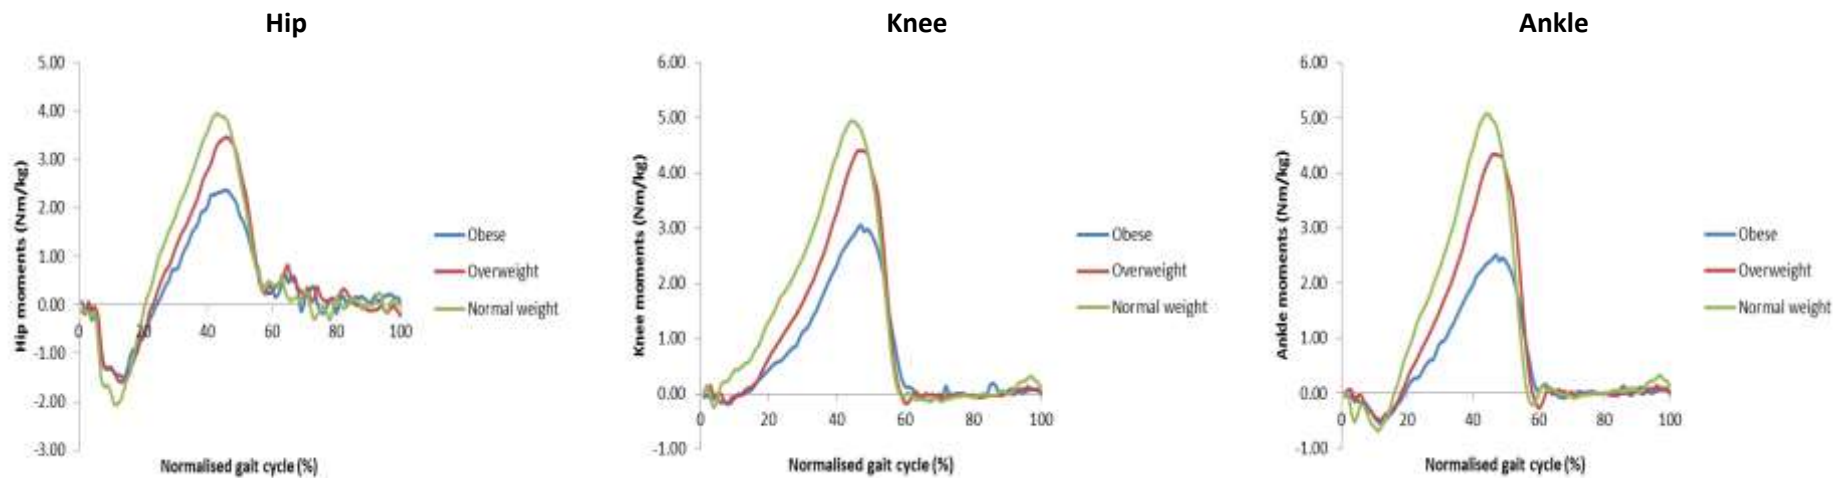 Hip
5.00
4.00
3.00
2.00
1.00
0.00
-1.00
-2.00
-3.00
0 20 40 60 80 100
Hip moments (Nm/kg)
Normalised gait cycle (%)
Obese
Overweight
Normal weight
Knee
6.00
5.00
4.00
3.00
2.00
1.00
0.00
-1.00
0 20 40 60 80 100
Knee moments (Nm/kg)
Normalised gait cycle (%)
Obese
Overweight
Normal weight
Ankle
6.00
5.00
4.00
3.00
2.00
1.00
0.00
-1.00
0 20 40 60 80 100
Ankle moments (Nm/kg)
Normalised gait cycle (%)
Obese
Overweight
Normal weight